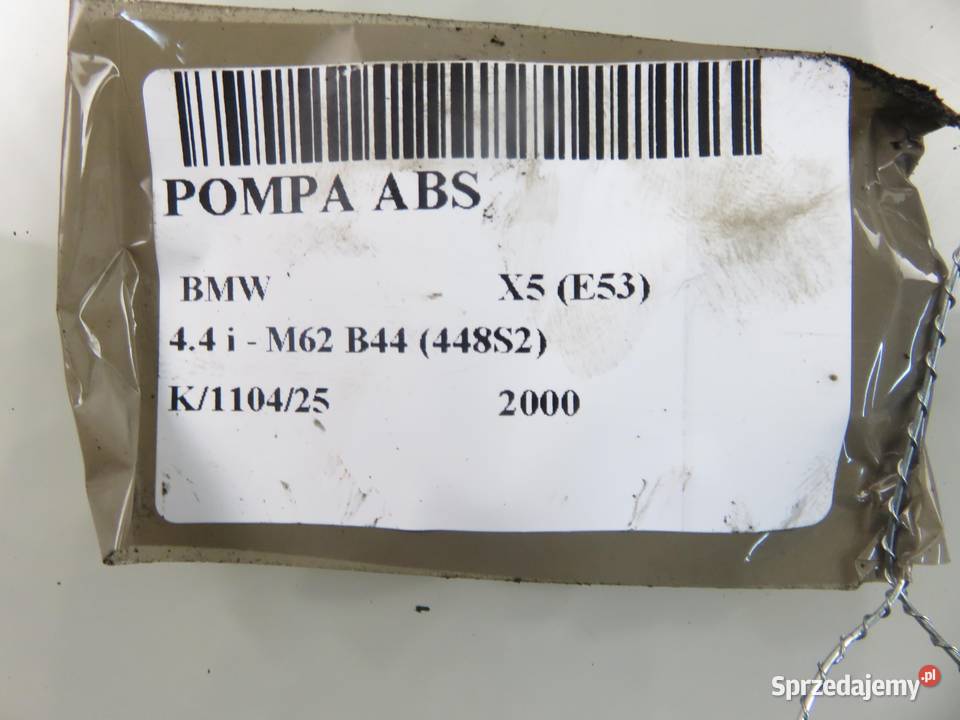 POMPA ABS
BMW X5 (E53)
4.4 i - M62 B44 (448S2)
K/1104/25 2000
Sprzedajemy.pl